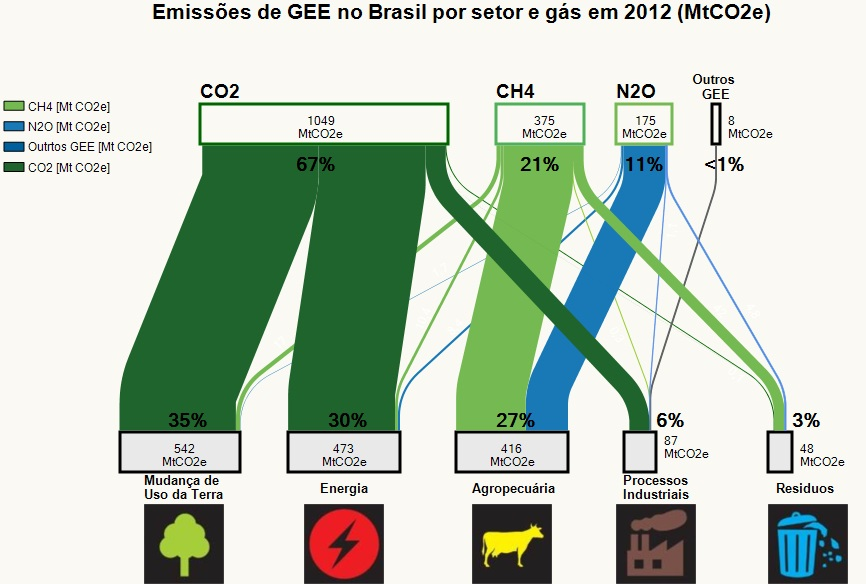 Emissões de GEE no Brasil por setor e gás em 2012 (MtCO2e)
CO2
CH4
N2O
Outros
GEE
CH4 [Mt CO2e]
N2O [Mt CO2e]
Outrtos GEE [Mt CO2e]
CO2 [Mt CO2e]
1049
MtCO2e
375
MtCO2e
175
MtCO2e
8
MtCO2e
67%
21%
11%
<1%
35%
30%
27%
6%
3%
542
MtCO2e
473
MtCO2e
416
MtCO2e
87
MtCO2e
48
MtCO2e
Mudança de
Uso da Terra
Energia
Agropecuária
Processos
Industriais
Residuos